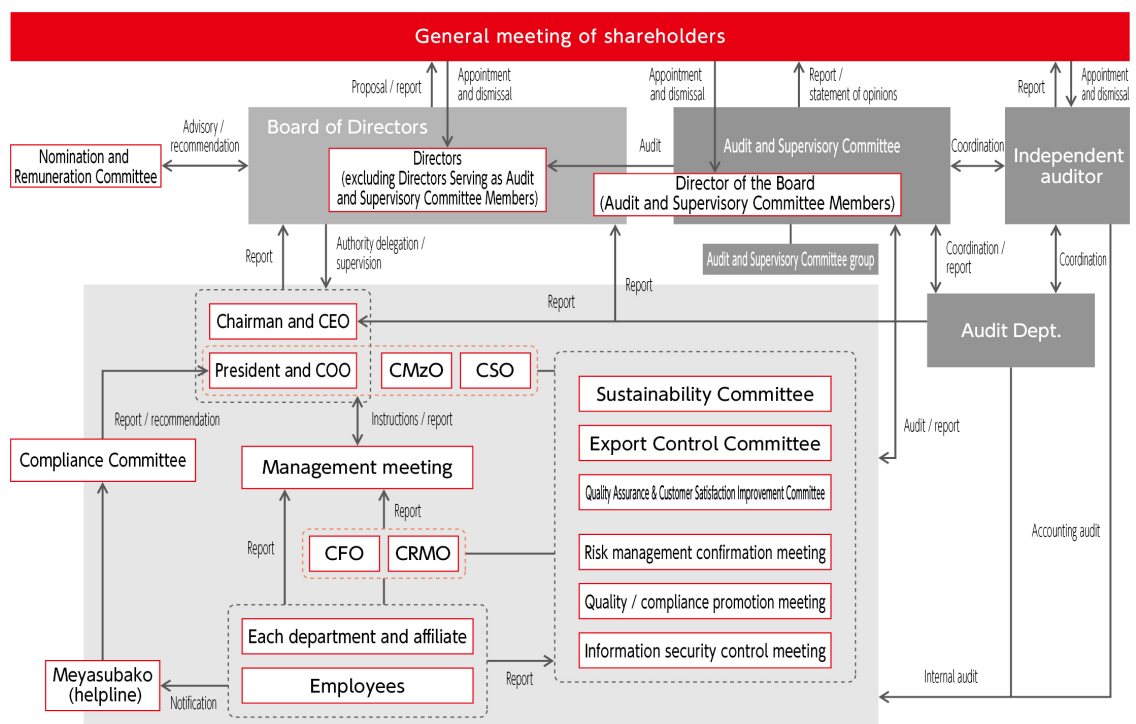 General meeting of shareholders
Proposal / report
Appointment
and dismissal
Appointment
and dismissal
Report /
statement of opinions
Report
Appointment
and dismissal
Advisory /
recommendation
Board of Directors
Audit
Audit and Supervisory Committee
Coordination
Independent
auditor
Nomination and
Remuneration Committee
Directors
(excluding Directors Serving as Audit
and Supervisory Committee Members)
Director of the Board
(Audit and Supervisory Committee Members)
Report
Authority delegation /
supervision
Audit and Supervisory Committee group
Coordination /
report
Coordination
Report
Report
Chairman and CEO
Audit Dept.
President and COO
CMzO
CSO
Sustainability Committee
Report / recommendation
Instructions / report
Audit / report
Export Control Committee
Compliance Committee
Management meeting
Quality Assurance & Customer Satisfaction Improvement Committee
Report
Report
Accounting audit
CFO
CRMO
Risk management confirmation meeting
Quality / compliance promotion meeting
Each department and affiliate
Information security control meeting
Meyasubako
(helpline)
Notification
Employees
Report
Internal audit